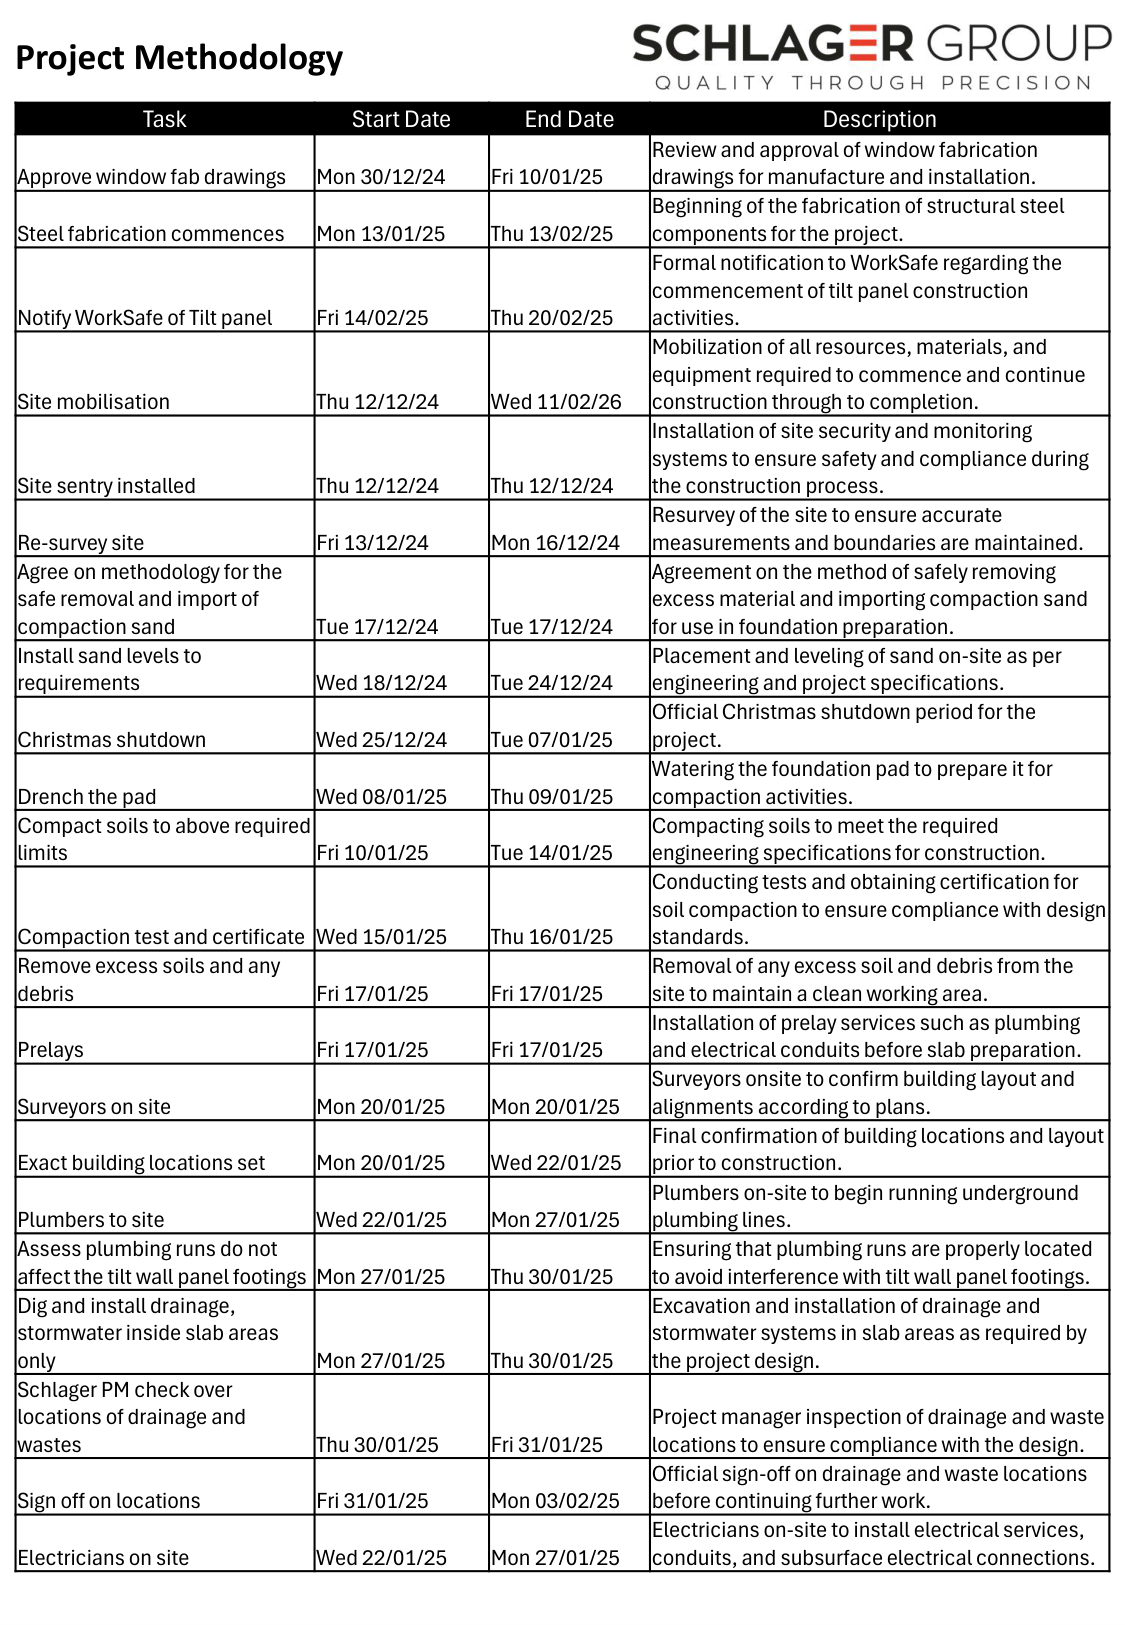 Project Methodology
SCHLAGER GROUP
QUALITY THROUGH PRECISION
Task Start Date End Date Description
Approve window fab drawings Mon 30/12/24 Fri 10/01/25 Review and approval of window fabrication
drawings for manufacture and installation.
Steel fabrication commences Mon 13/01/25 Thu 13/02/25 Beginning of the fabrication of structural steel
components for the project.
Notify WorkSafe of Tilt panel Fri 14/02/25 Thu 20/02/25 Formal notification to WorkSafe regarding the
commencement of tilt panel construction
activities.
Site mobilisation Thu 12/12/24 Wed 11/02/26 Mobilization of all resources, materials, and
equipment required to commence and continue
construction through to completion.
Site sentry installed Thu 12/12/24 Thu 12/12/24 Installation of site security and monitoring
systems to ensure safety and compliance during
the construction process.
Re-survey site Fri 13/12/24 Mon 16/12/24 Resurvey of the site to ensure accurate
measurements and boundaries are maintained.
Agree on methodology for the
safe removal and import of
compaction sand Tue 17/12/24 Tue 17/12/24 Agreement on the method of safely removing
excess material and importing compaction sand
for use in foundation preparation.
Install sand levels to
requirements Wed 18/12/24 Tue 24/12/24 Placement and leveling of sand on-site as per
engineering and project specifications.
Christmas shutdown Wed 25/12/24 Tue 07/01/25 Official Christmas shutdown period for the
project.
Drench the pad Wed 08/01/25 Thu 09/01/25 Watering the foundation pad to prepare it for
compaction activities.
Compact soils to above required
limits Fri 10/01/25 Tue 14/01/25 Compacting soils to meet the required
engineering specifications for construction.
Compaction test and certificate Wed 15/01/25 Thu 16/01/25 Conducting tests and obtaining certification for
soil compaction to ensure compliance with design
standards.
Remove excess soils and any
debris Fri 17/01/25 Fri 17/01/25 Removal of any excess soil and debris from the
site to maintain a clean working area.
Prelays Fri 17/01/25 Fri 17/01/25 Installation of prelay services such as plumbing
and electrical conduits before slab preparation.
Surveyors on site Mon 20/01/25 Mon 20/01/25 Surveyors onsite to confirm building layout and
alignments according to plans.
Exact building locations set Mon 20/01/25 Wed 22/01/25 Final confirmation of building locations and layout
prior to construction.
Plumbers to site Wed 22/01/25 Mon 27/01/25 Plumbers on-site to begin running underground
plumbing lines.
Assess plumbing runs do not
affect the tilt wall panel footings Mon 27/01/25 Thu 30/01/25 Ensuring that plumbing runs are properly located
to avoid interference with tilt wall panel footings.
Dig and install drainage,
stormwater inside slab areas
only Mon 27/01/25 Thu 30/01/25 Excavation and installation of drainage and
stormwater systems in slab areas as required by
the project design.
Schlager PM check over
locations of drainage and
wastes Thu 30/01/25 Fri 31/01/25 Project manager inspection of drainage and waste
locations to ensure compliance with the design.
Sign off on locations Fri 31/01/25 Mon 03/02/25 Official sign-off on drainage and waste locations
before continuing further work.
Electricians on site Wed 22/01/25 Mon 27/01/25 Electricians on-site to install electrical services,
conduits, and subsurface electrical connections.